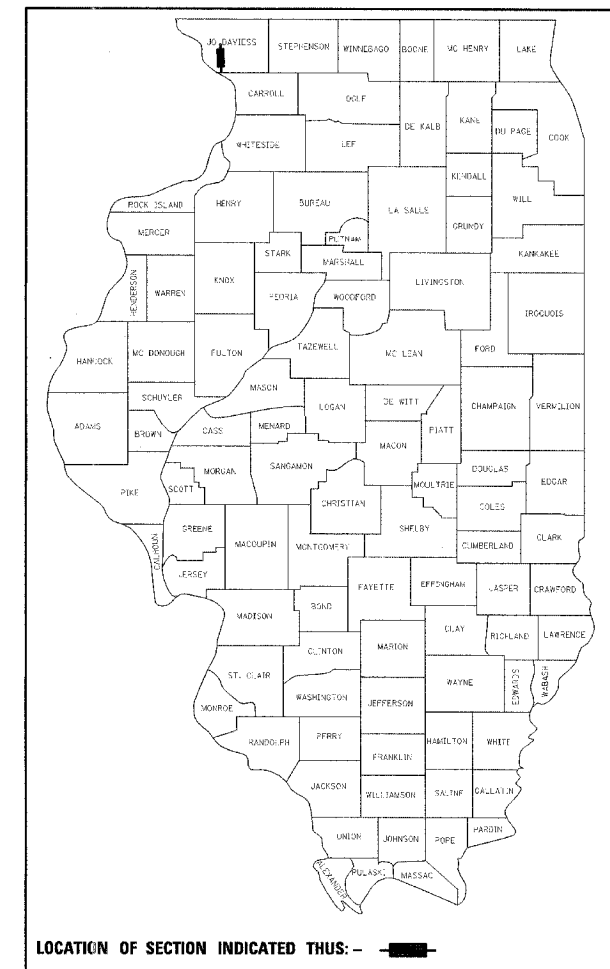 JO DAVIESS
STEPHENSON
WINNEBAGO
BOONE
MC HENRY
LAKE
CARROLL
OGLE
DE KALB
KANE
DU PAGE
COOK
WHITESIDE
LEE
KENDALL
WILL
ROCK ISLAND
HENRY
BUREAU
LA SALLE
GRUNDY
MERCER
PUTNAM
STARK
MARSHALL
KANKAKEE
HENDERSON
WARREN
KNOX
PEORIA
WOODFORD
LIVINGSTON
IROQUOIS
HANCOCK
MC DONOUGH
FULTON
TAZEWELL
MC LEAN
FORD
MASON
SCHUYLER
LOGAN
DE WITT
CHAMPAIGN
VERMILION
ADAMS
BROWN
CASS
MENARD
MACON
PIATT
PIKE
SCOTT
MORGAN
SANGAMON
MOULTRIE
DOUGLAS
EDGAR
CHRISTIAN
COLES
CALHOUN
GREENE
MACOUPIN
MONTGOMERY
SHELBY
CUMBERLAND
CLARK
JERSEY
BOND
FAYETTE
EFFINGHAM
JASPER
CRAWFORD
MADISON
CLINTON
MARION
CLAY
RICHLAND
LAWRENCE
ST. CLAIR
WASHINGTON
JEFFERSON
WAYNE
EDWARDS
WABASH
MONROE
RANDOLPH
PERRY
FRANKLIN
HAMILTON
WHITE
JACKSON
WILLIAMSON
SALINE
GALLATIN
UNION
JOHNSON
POPE
HARDIN
ALEXANDER
PULASKI
MASSAC
LOCATION OF SECTION INDICATED THUS: -